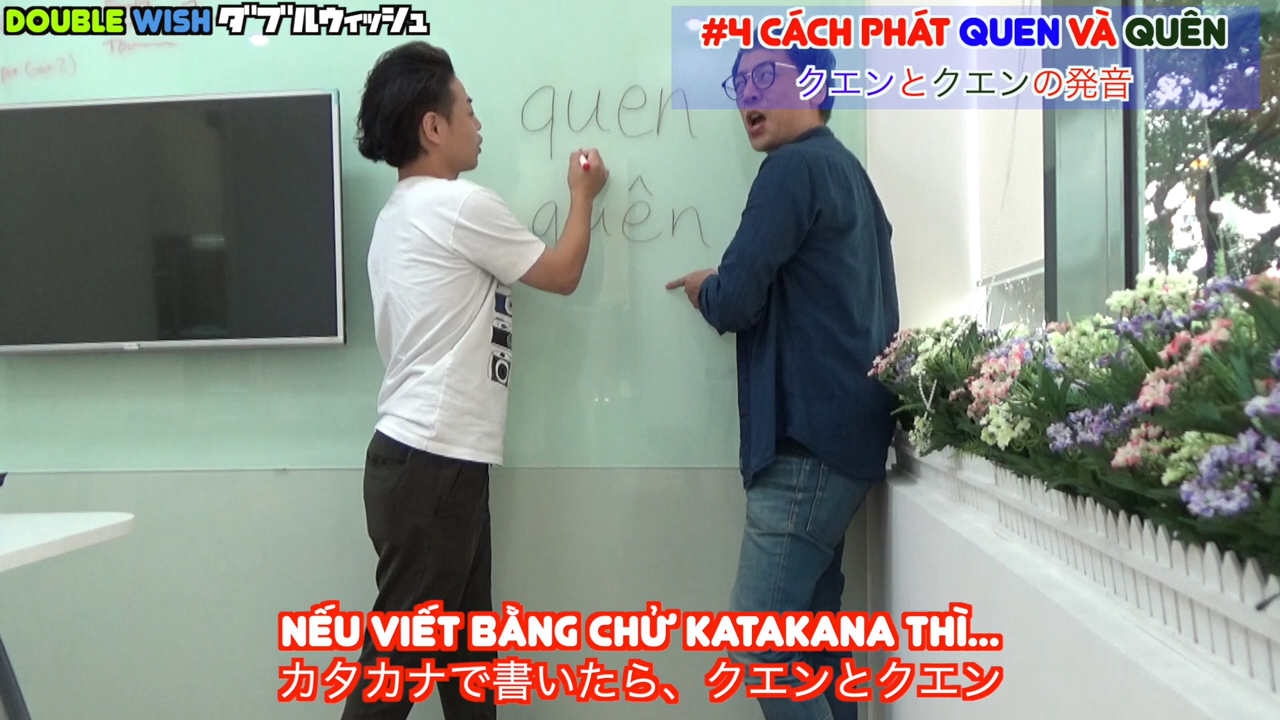 DOUBLE WISH ダブルウィッシュ
#4 CÁCH PHÁT QUEN VÀ QUÊN
クエンとクエンの発音
quen
quên
NẾU VIẾT BẰNG CHỬ KATAKANA THÌ...
カタカナで書いたら、クエンとクエン